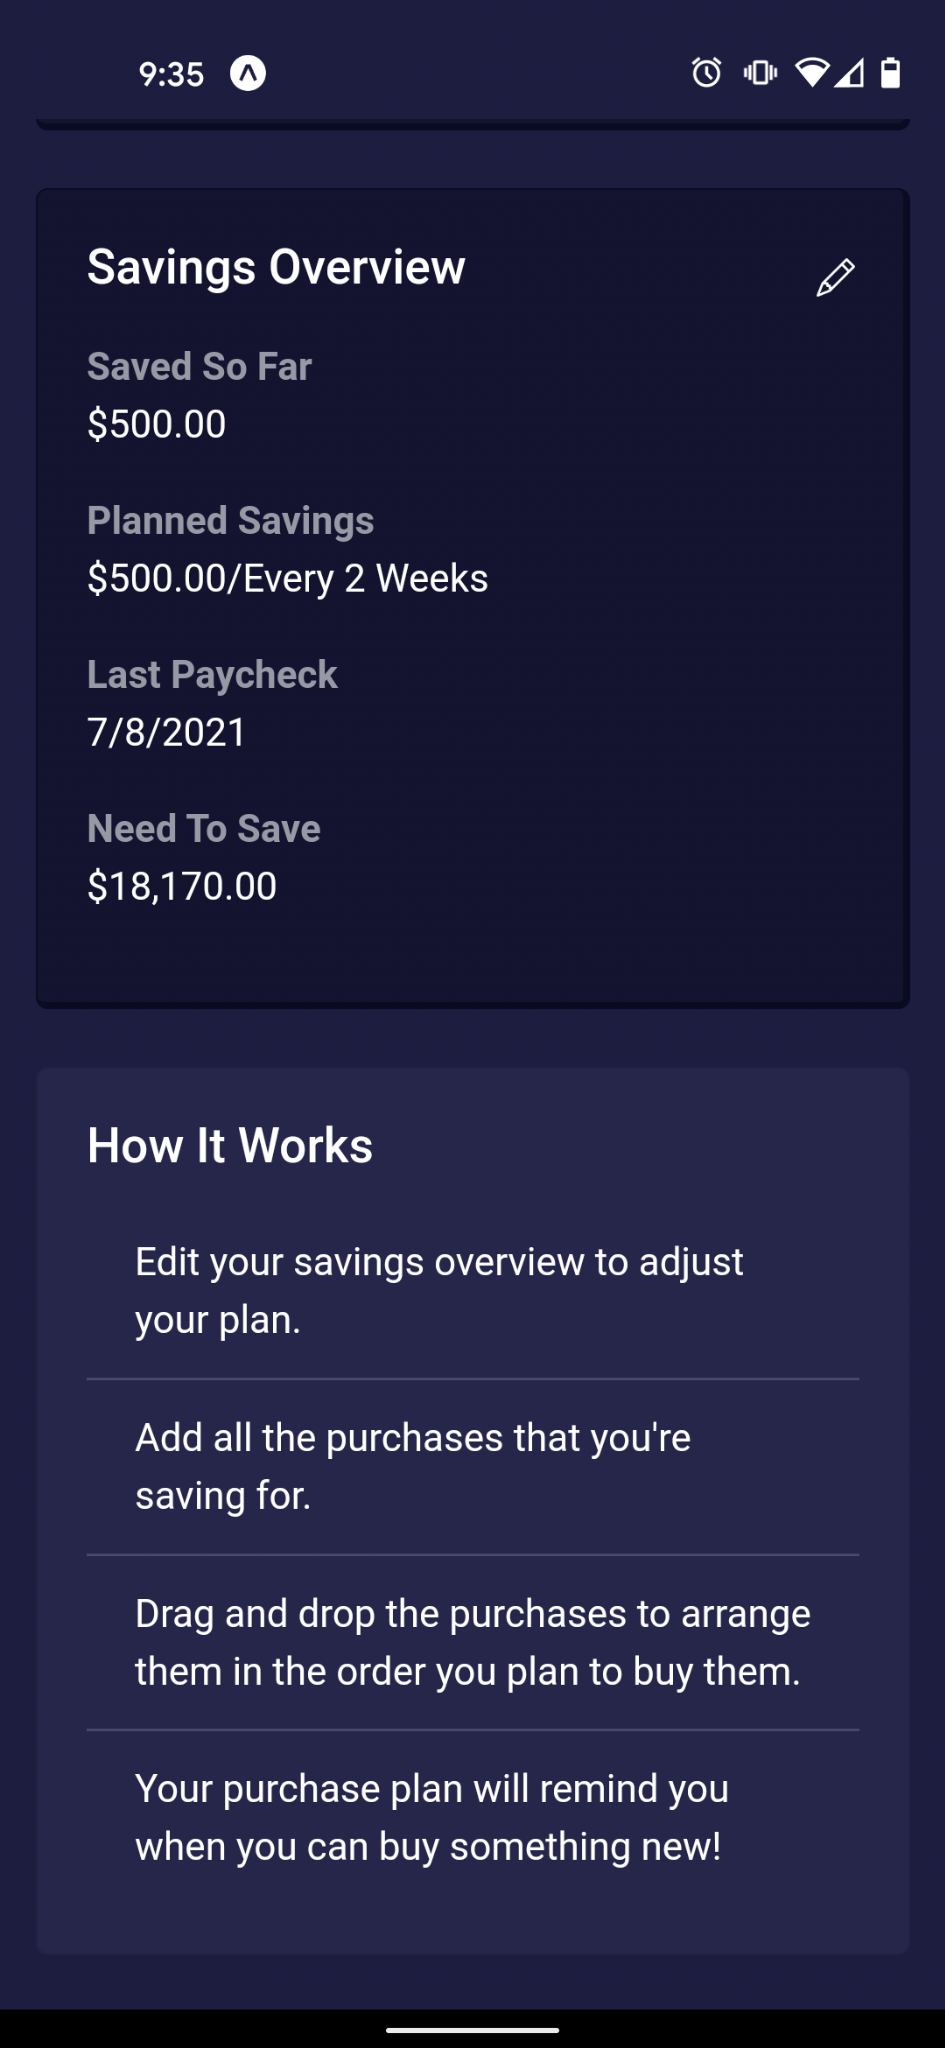 9:35
Savings Overview
Saved So Far
$500.00
Planned Savings
$500.00/Every 2 Weeks
Last Paycheck
7/8/2021
Need To Save
$18,170.00
How It Works
Edit your savings overview to adjust
your plan.
Add all the purchases that you're
saving for.
Drag and drop the purchases to arrange
them in the order you plan to buy them.
Your purchase plan will remind you
when you can buy something new!